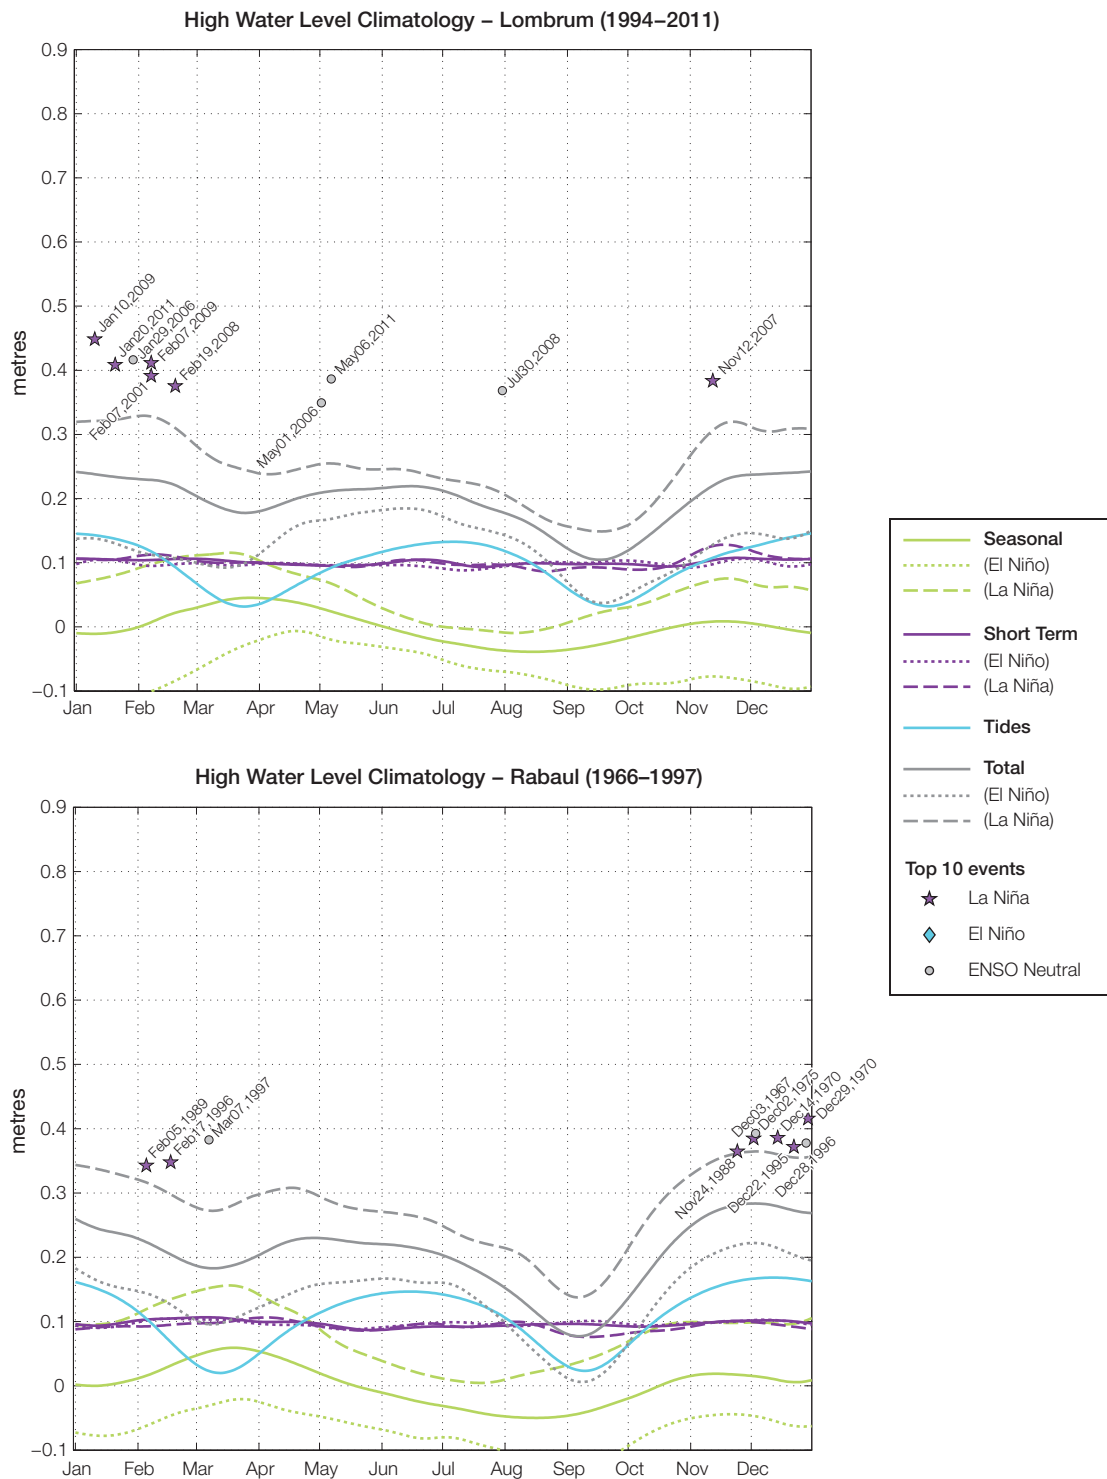 High Water Level Climatology – Lombrum (1994–2011)
0.9
0.8
0.7
0.6
0.5
0.4
0.3
0.2
0.1
0
–0.1
metres
Jan10,2009
Jan20,2011
Jan29,2006
Feb07,2009
Feb19,2008
Feb07,2001
May06,2011
May01,2006
Jul30,2008
Nov12,2007
Jan Feb Mar Apr May Jun Jul Aug Sep Oct Nov Dec
High Water Level Climatology – Rabaul (1966–1997)
0.9
0.8
0.7
0.6
0.5
0.4
0.3
0.2
0.1
0
–0.1
metres
Feb05,1989
Feb17,1996
Mar07,1997
Nov24,1988
Dec03,1967
Dec02,1975
Dec14,1970
Dec29,1970
Dec22,1995
Dec28,1996
Jan Feb Mar Apr May Jun Jul Aug Sep Oct Nov Dec
Seasonal
(El Niño)
(La Niña)
Short Term
(El Niño)
(La Niña)
Tides
Total
(El Niño)
(La Niña)
Top 10 events
La Niña
El Niño
ENSO Neutral